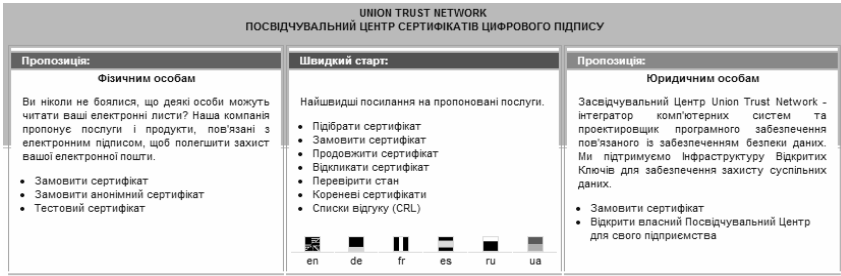 UNION TRUST NETWORK
ПОСВІДЧУВАЛЬНИЙ ЦЕНТР СЕРТИФІКАТІВ ЦИФРОВОГО ПІДПИСУ
Пропозиція:
Фізичним особам
Ви ніколи не боялися, що деякі особи можуть
читати ваші електронні листи? Наша компанія
пропонує послуги і продукти, пов'язані з
електронним підписом, щоб полегшити захист
вашої електронної пошти.
• Замовити сертифікат
• Замовити анонімний сертифікат
• Тестовий сертифікат
Швидкий старт:
Найшвидші посилання на пропоновані послуги.
• Підібрати сертифікат
• Замовити сертифікат
• Продовжити сертифікат
• Відкликати сертифікат
• Перевірити стан
• Кореневі сертифікати
• Списки відгуку (CRL)
en de fr es ru ua
Пропозиція:
Юридичним особам
Засвідчувальний Центр Union Trust Network -
інтегратор комп'ютерних систем та
проектировщик програмного забезпечення
пов'язаного із забезпеченням безпеки даних.
Ми підтримуємо Інфраструктуру Відкритих
Ключів для забезпечення захисту суспільних
даних.
• Замовити сертифікат
• Відкрити власний Посвідчувальний Центр
для свого підприємства